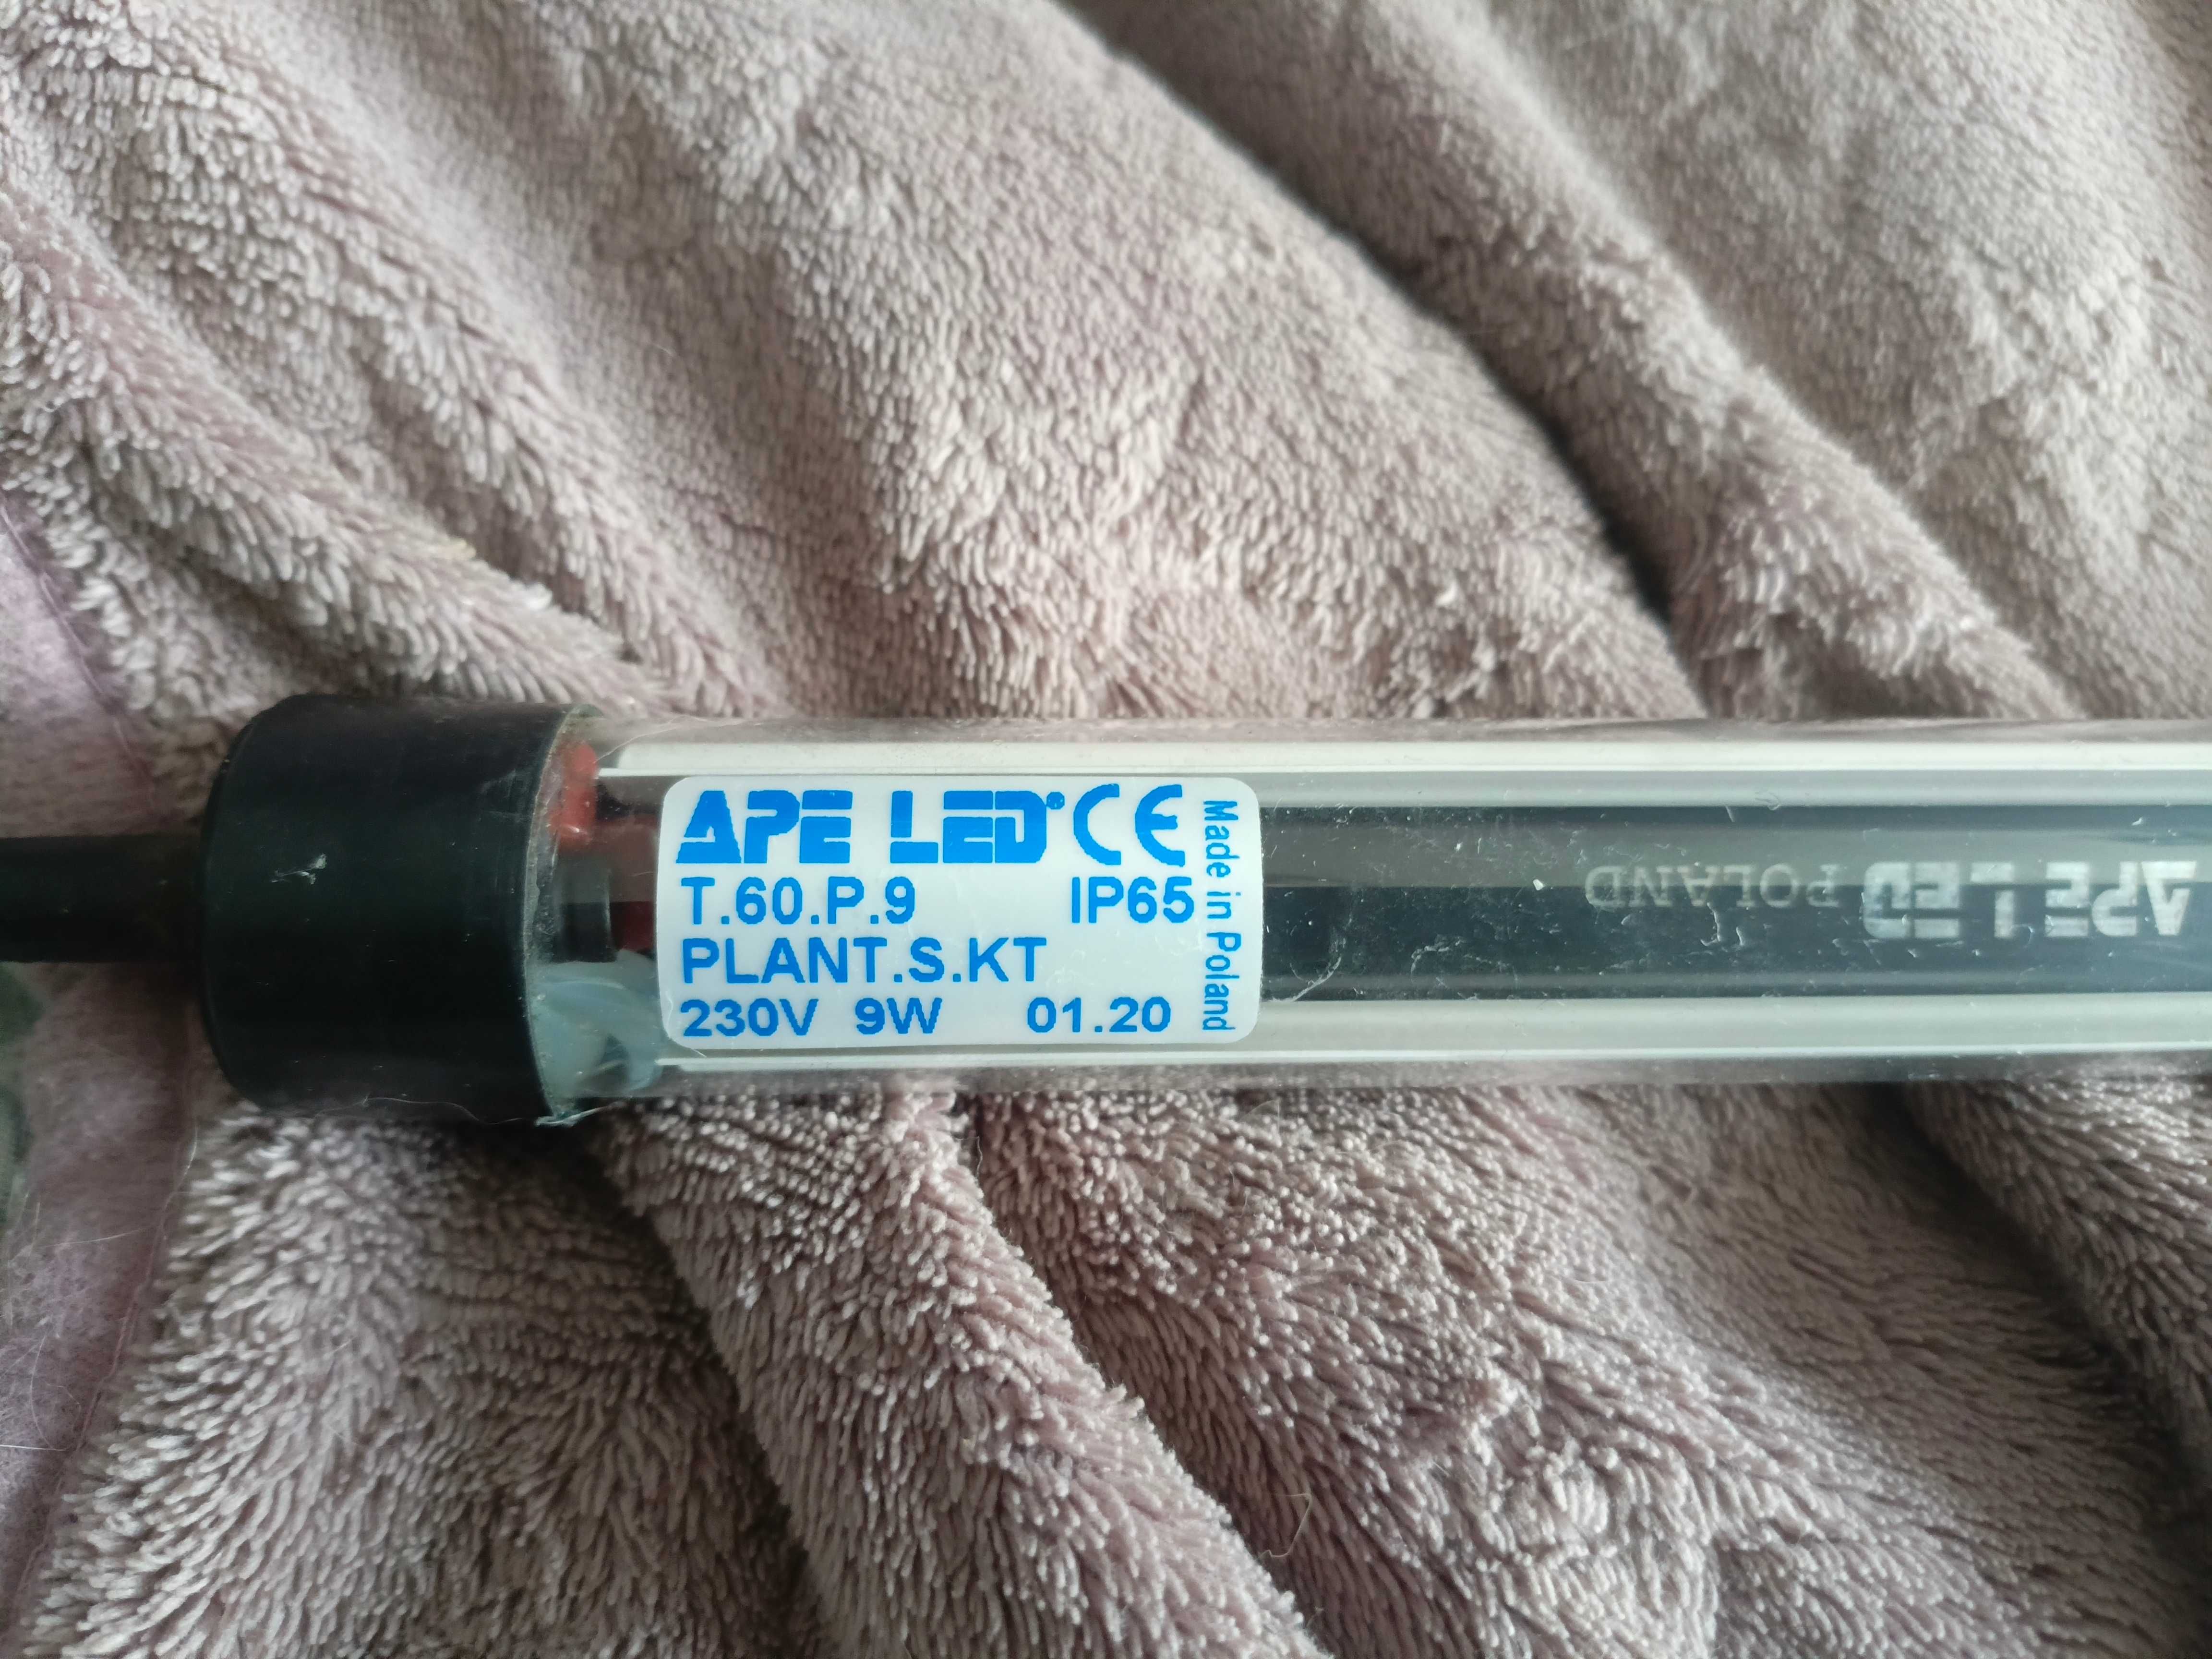 APE LED® CE
T.60.P.9 IP65
PLANT.S.KT
230V 9W 01.20
Made in Poland
APE LED POLAND